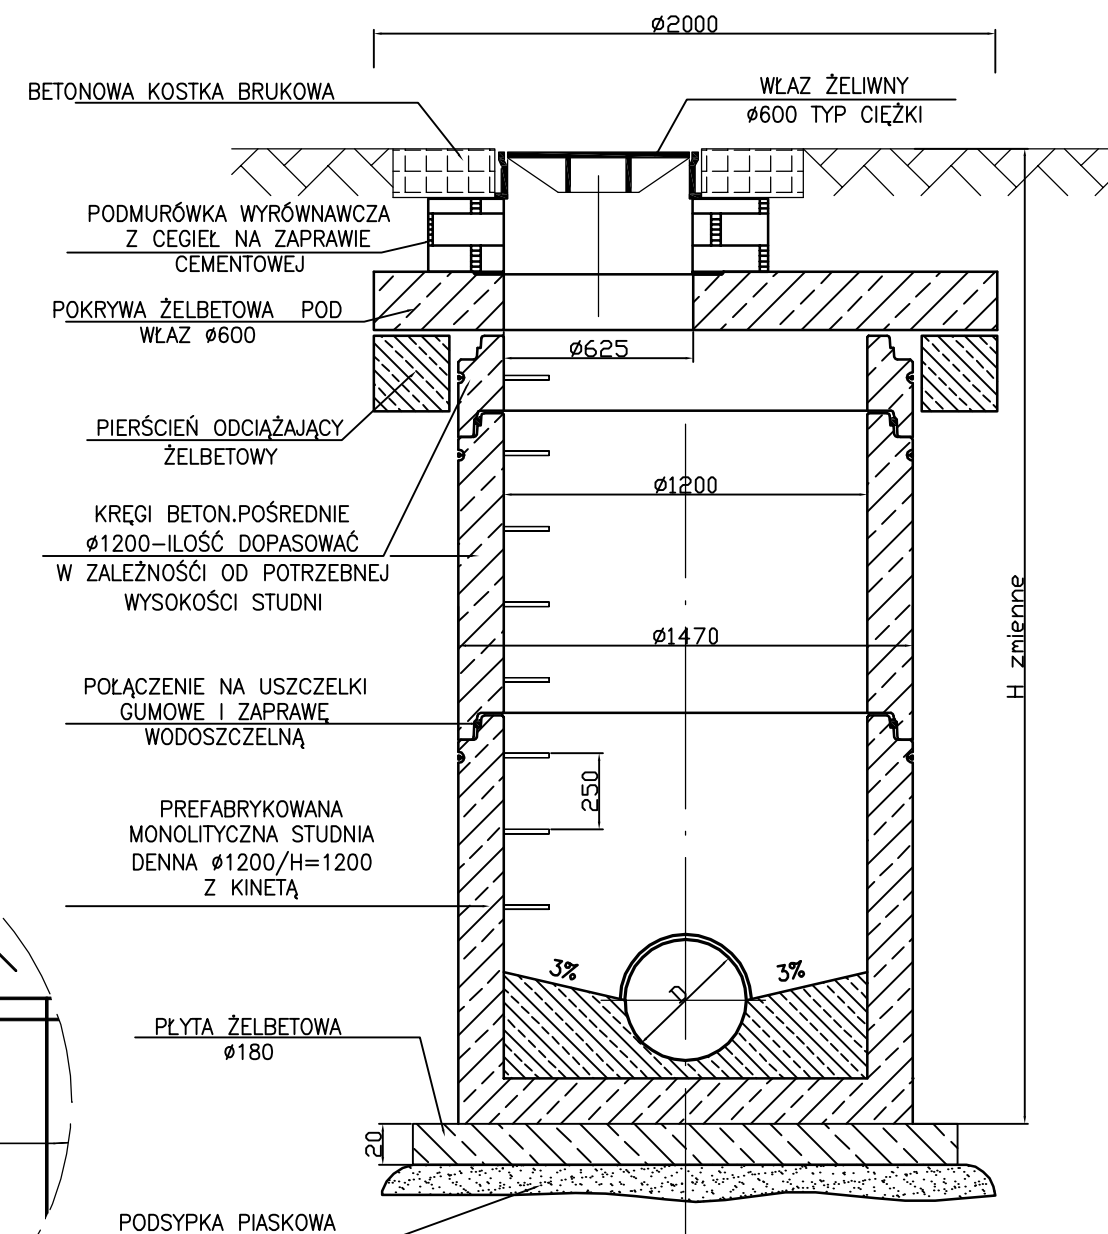 ø2000
BETONOWA KOSTKA BRUKOWA
WŁAZ ŻELIWNY
ø600 TYP CIĘŻKI
PODMURÓWKA WYRÓWNAWCZA
Z CEGIEŁ NA ZAPRAWIE
CEMENTOWEJ
POKRYWA ŻELBETOWA POD
WŁAZ ø600
ø625
PIERŚCIEŃ ODCIĄŻAJĄCY
ŻELBETOWY
ø1200
KRĘGI BETON.POŚREDNIE
ø1200-ILOŚĆ DOPASOWAĆ
W ZALEŻNOŚĆI OD POTRZEBNEJ
WYSOKOŚCI STUDNI
ø1470
H zmienne
POŁĄCZENIE NA USZCZELKI
GUMOWE I ZAPRAWĘ
WODOSZCZELNĄ
250
PREFABRYKOWANA
MONOLITYCZNA STUDNIA
DENNA ø1200/H=1200
Z KINETĄ
3%
3%
D
PŁYTA ŻELBETOWA
ø180
20
PODSYPKA PIASKOWA